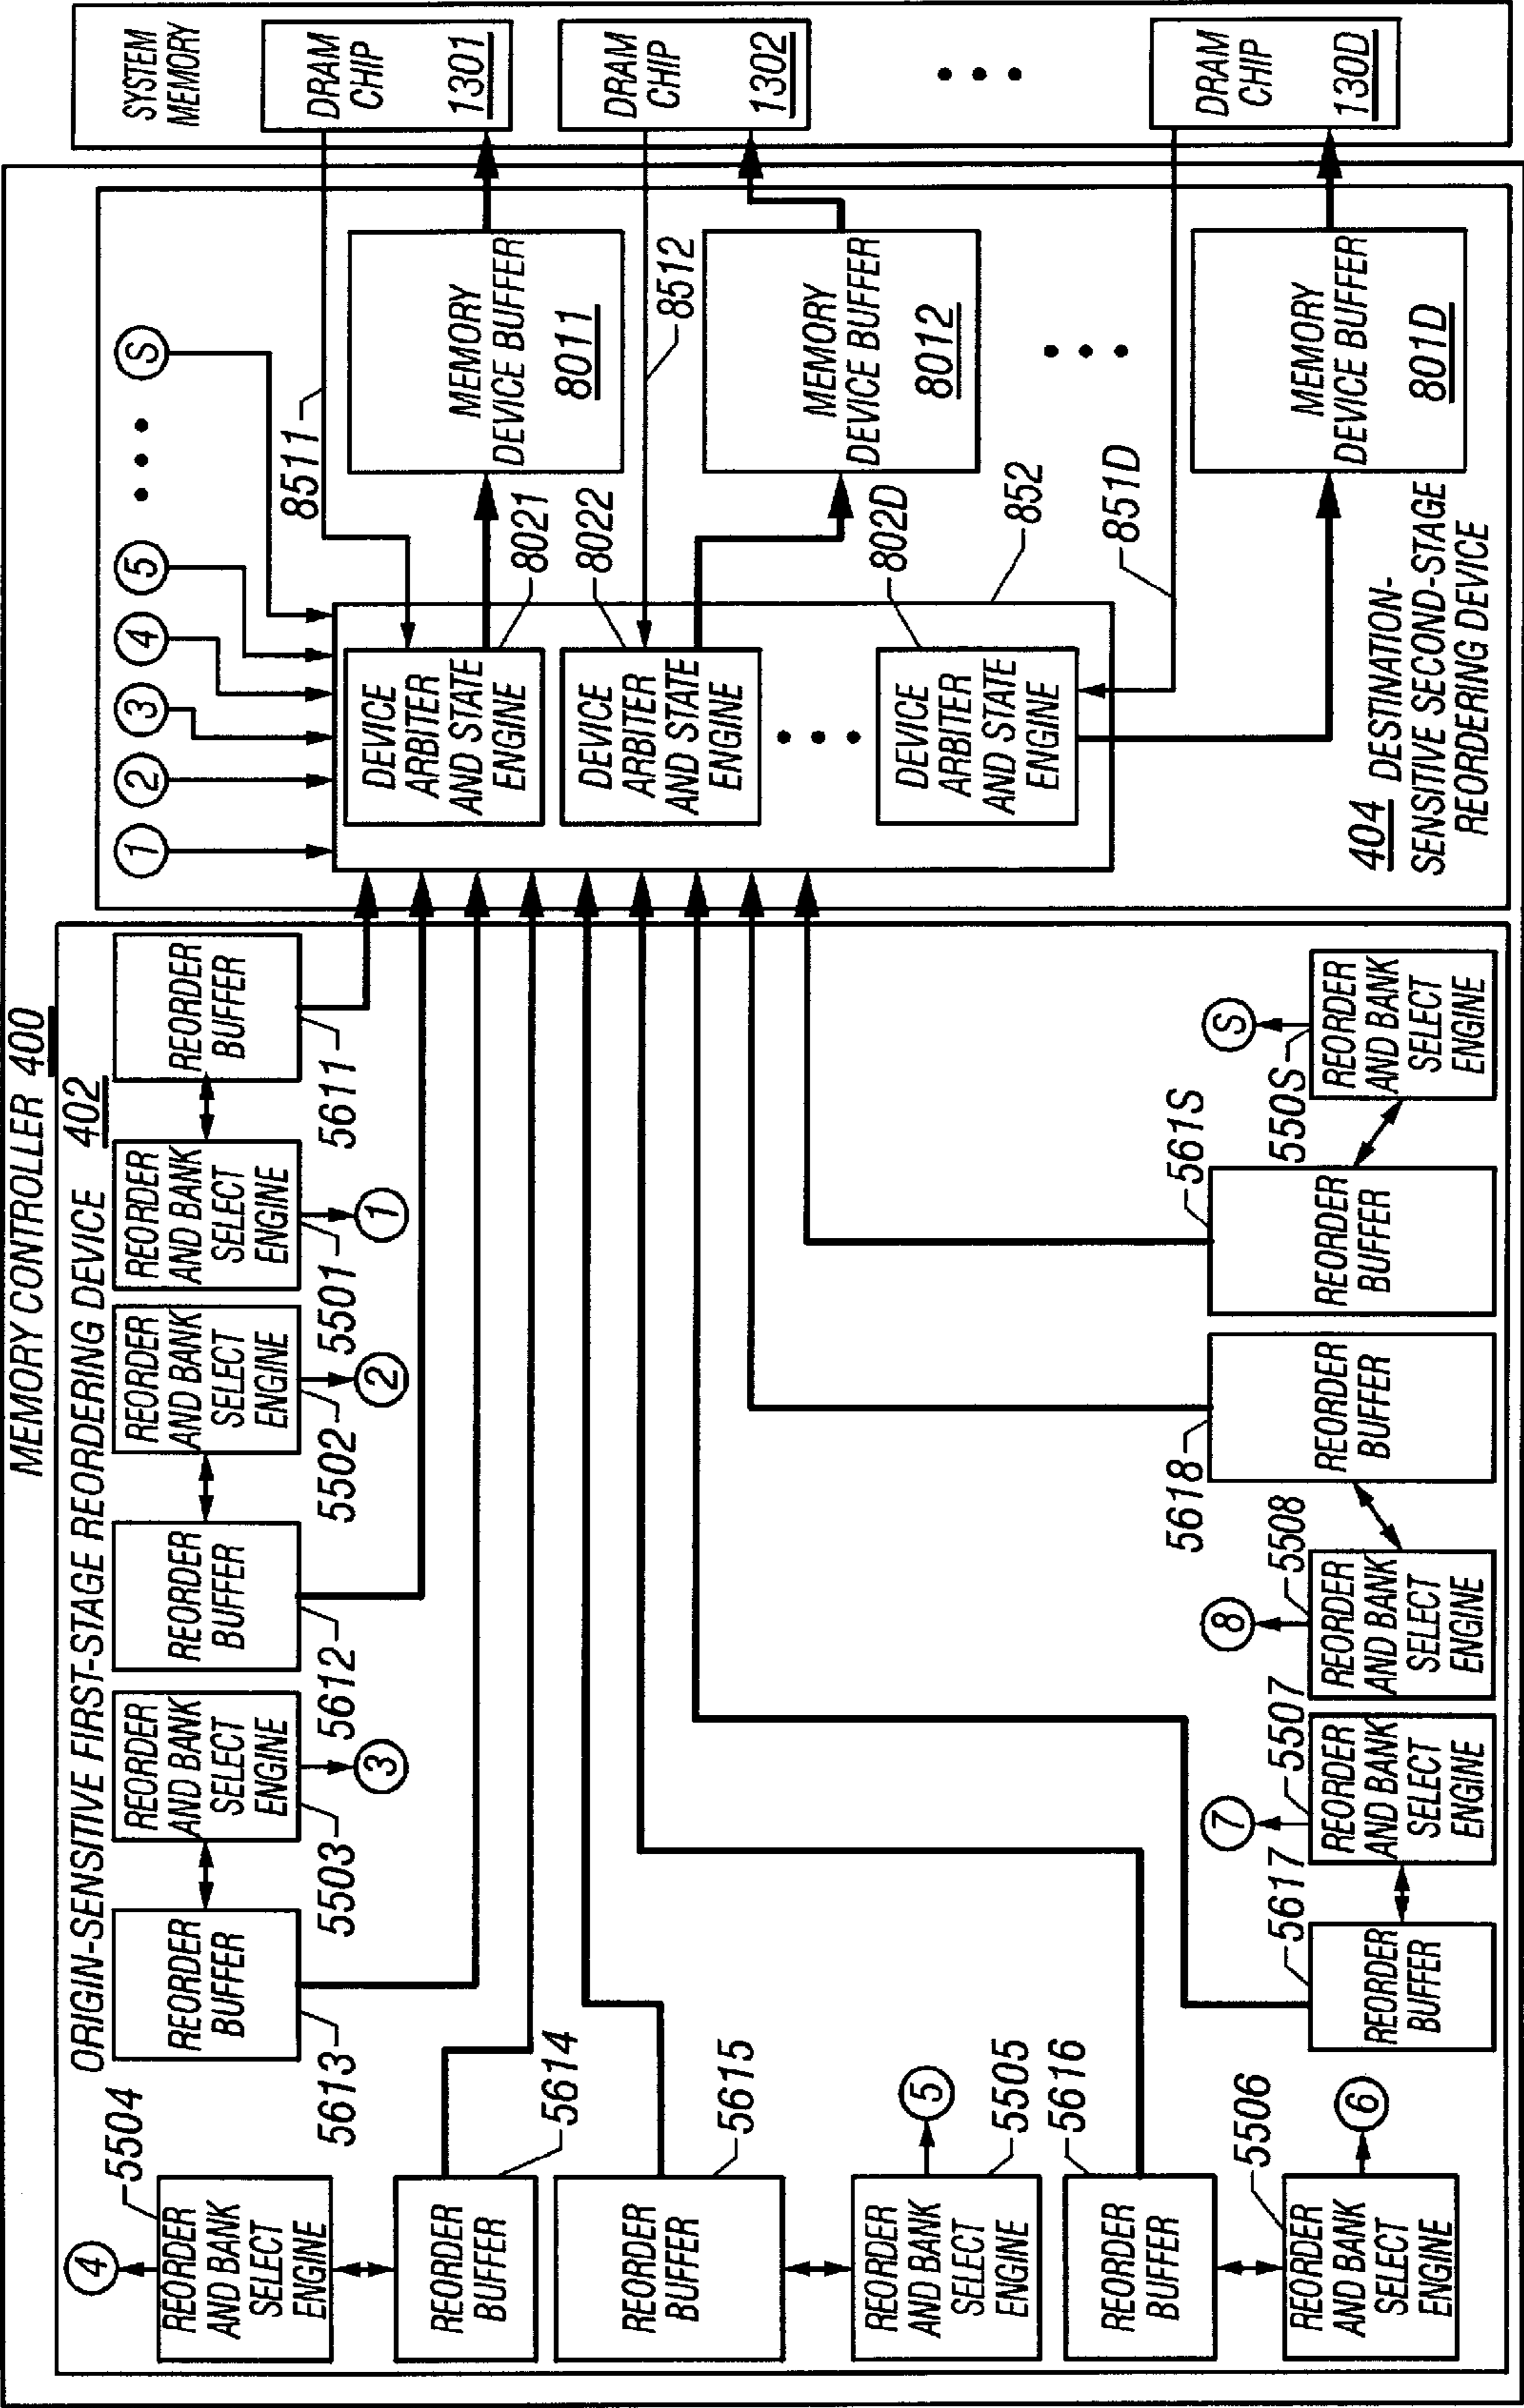 MEMORY CONTROLLER 400
ORIGIN-SENSITIVE FIRST-STAGE REORDERING DEVICE 402
4
5504
REORDER
AND BANK
SELECT
ENGINE
REORDER
BUFFER
5613
REORDER
AND BANK
SELECT
ENGINE
5503
3
REORDER
BUFFER
5612
REORDER
AND BANK
SELECT
ENGINE
5502
2
REORDER
AND BANK
SELECT
ENGINE
5501
1
REORDER
BUFFER
5611
REORDER
BUFFER
5614
REORDER
BUFFER
5615
REORDER
AND BANK
SELECT
ENGINE
5505
5
REORDER
BUFFER
5616
REORDER
AND BANK
SELECT
ENGINE
5506
6
REORDER
BUFFER
5617
REORDER
AND BANK
SELECT
ENGINE
5507
7
REORDER
AND BANK
SELECT
ENGINE
5508
8
REORDER
BUFFER
5618
REORDER
BUFFER
561S
REORDER
AND BANK
SELECT
ENGINE
550S
S
1
2
3
4
5
S
DEVICE
ARBITER
AND STATE
ENGINE
8021
DEVICE
ARBITER
AND STATE
ENGINE
8022
DEVICE
ARBITER
AND STATE
ENGINE
802D
852
8511
8512
851D
MEMORY
DEVICE BUFFER
8011
MEMORY
DEVICE BUFFER
8012
MEMORY
DEVICE BUFFER
801D
404 DESTINATION-
SENSITIVE SECOND-STAGE
REORDERING DEVICE
SYSTEM
MEMORY
DRAM
CHIP
1301
DRAM
CHIP
1302
DRAM
CHIP
130D